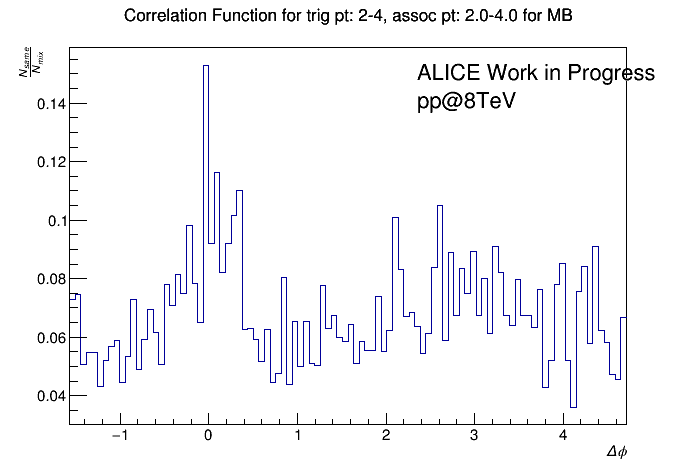 Correlation Function for trig pt: 2-4, assoc pt: 2.0-4.0 for MB
N_same
N_mix
ALICE Work in Progress
pp@8TeV
0.14
0.12
0.1
0.08
0.06
0.04
−1 0 1 2 3 4
Δϕ